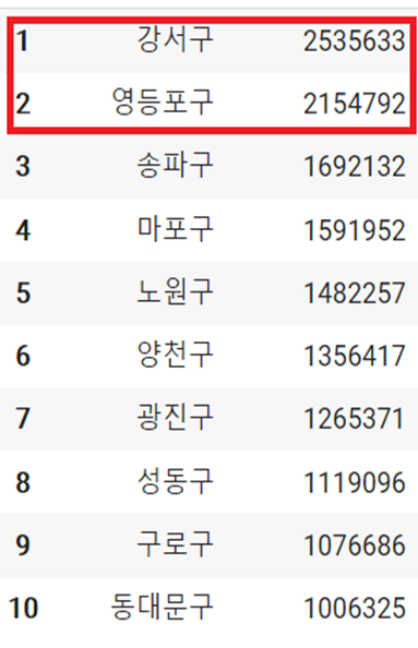 1 강서구 2535633
2 영등포구 2154792
3 송파구 1692132
4 마포구 1591952
5 노원구 1482257
6 양천구 1356417
7 광진구 1265371
8 성동구 1119096
9 구로구 1076686
10 동대문구 1006325